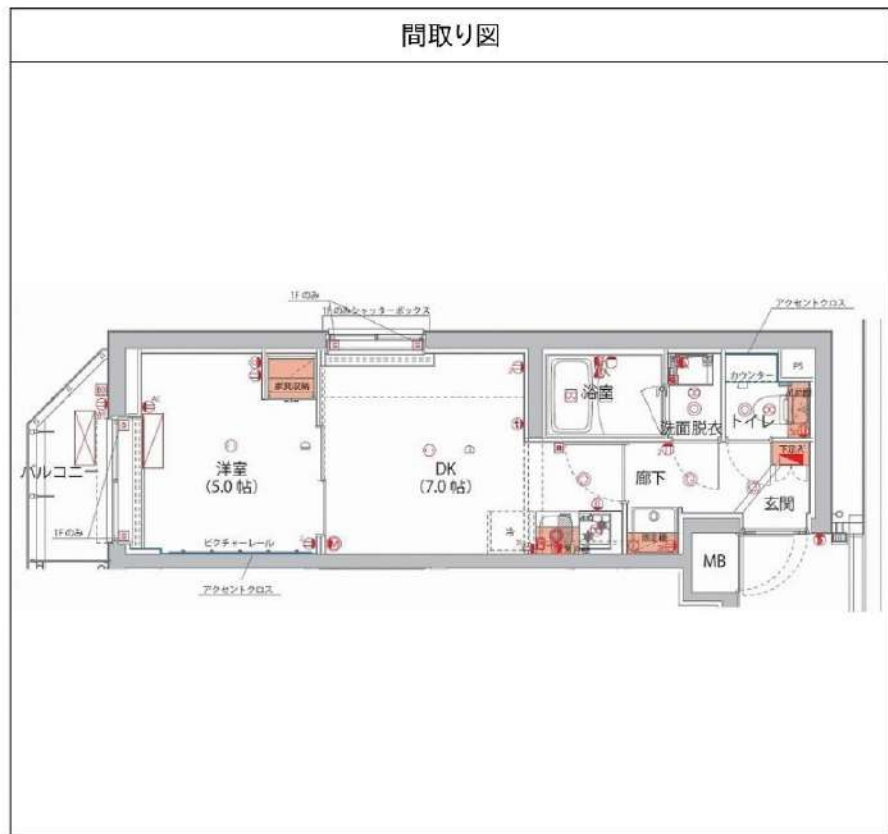 間取り図
1Fのみ
1Fのみシャッターボックス
アクセントクロス
PS
カウンター
浴室
洗面脱衣
トイレ
下足入
バルコニー
洋室
(5.0 帖)
DK
(7.0 帖)
廊下
玄関
1Fのみ
ピクチャーレール
冷
MB
アクセントクロス